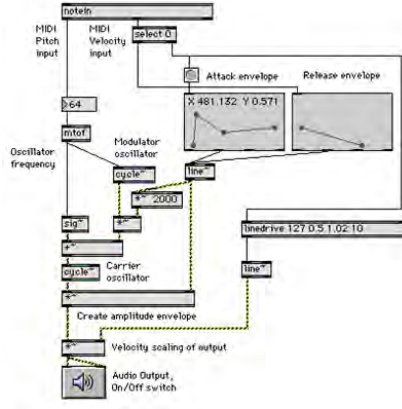 notein
MIDI
Pitch
input
MIDI
Velocity
input
select 0
Attack envelope
Release envelope
X 481.132 Y 0.571
>64
mtof
Oscillator
frequency
Modulator
oscillator
cycle~
line~
*~ 2000
sig~
*~
linedrive 127 0.5 1.02 10
+~
cycle~
Carrier
oscillator
line~
*~
Create amplitude envelope
*~
Velocity scaling of output
Audio Output,
On/Off switch